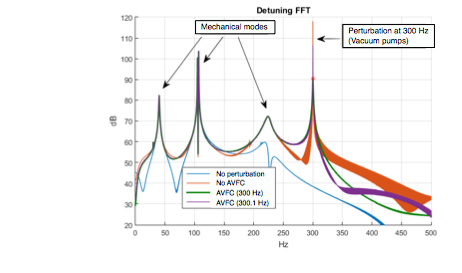 Detuning FFT
120
110
100
90
80
70
60
50
40
30
20
dB
Mechanical modes
Perturbation at 300 Hz
(Vacuum pumps)
No perturbation
No AVFC
AVFC (300 Hz)
AVFC (300.1 Hz)
0 50 100 150 200 250 300 350 400 450 500
Hz